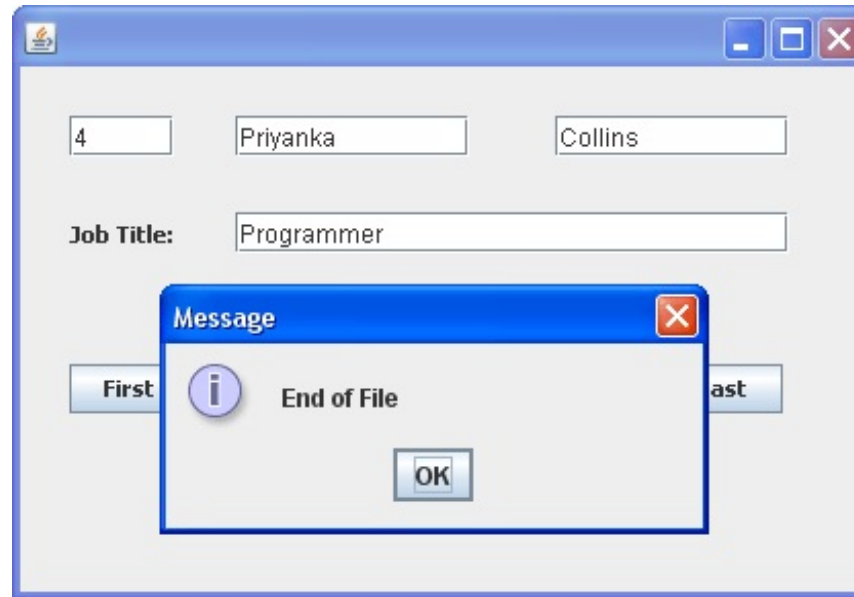 4 Priyanka Collins
Job Title: Programmer
Message
End of File
First ast
OK